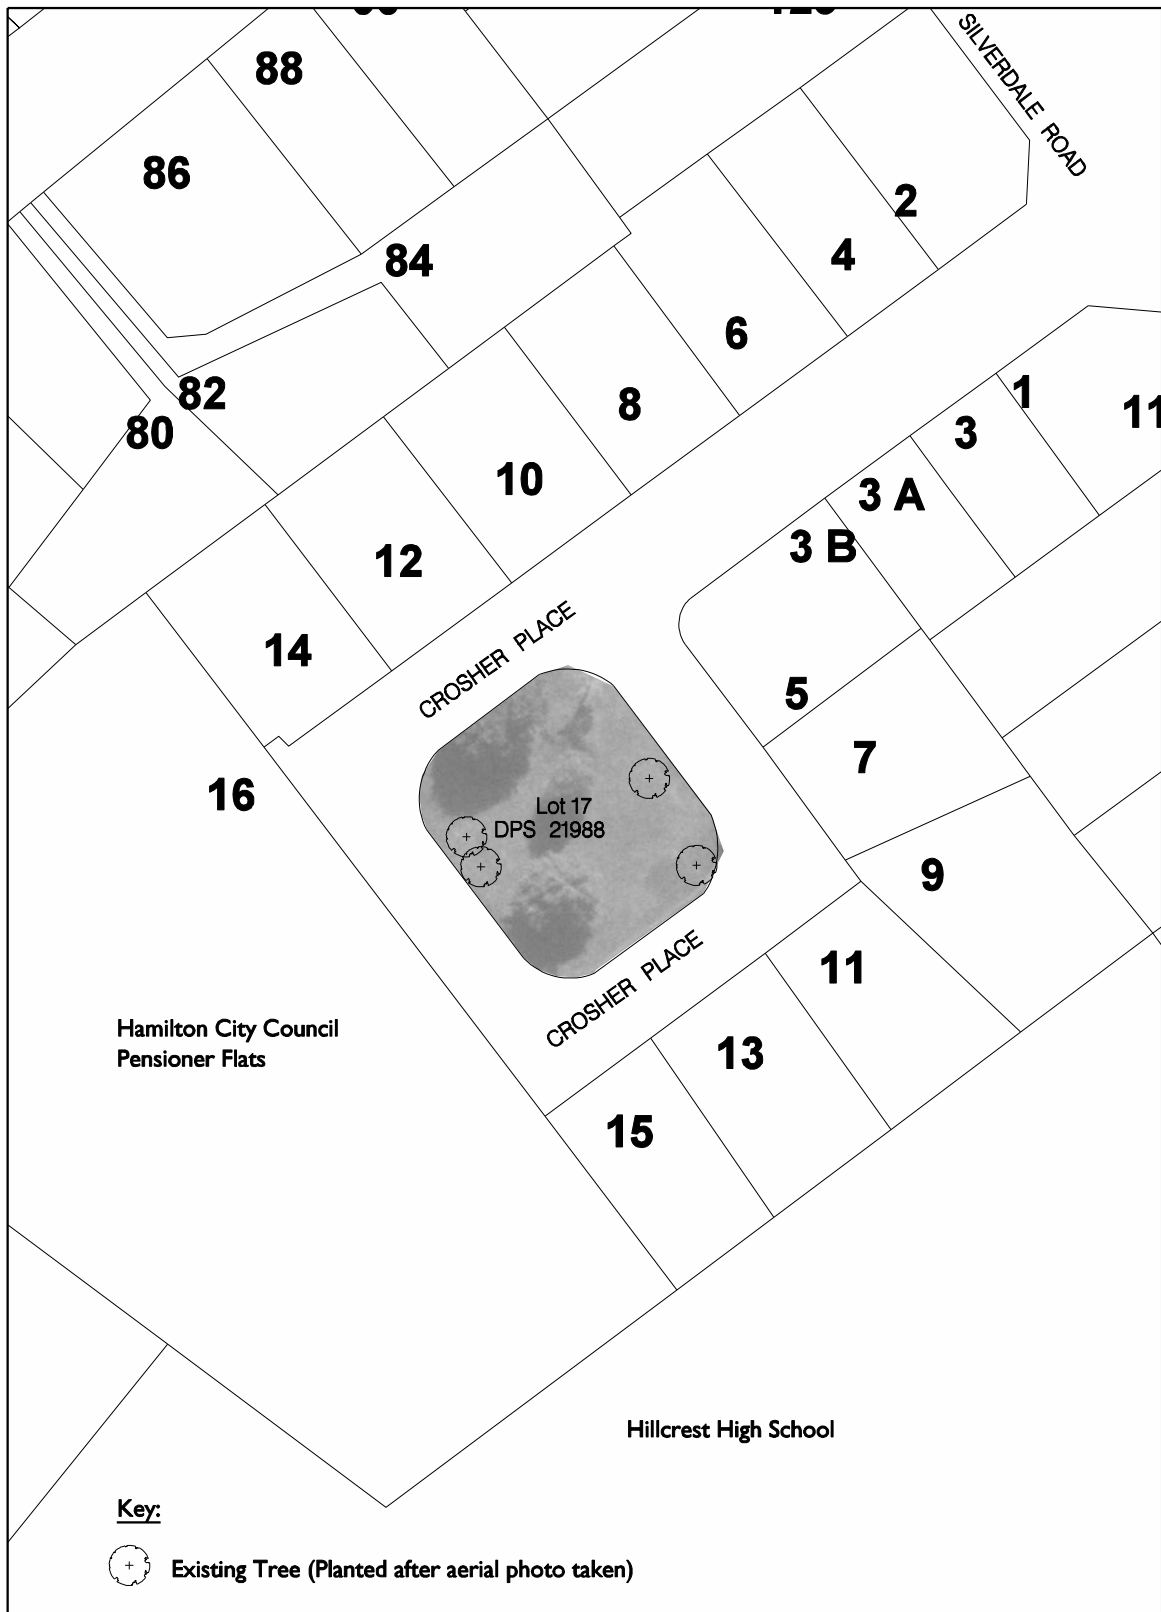 88
SILVERDALE ROAD
86
2
4
84
6
1
82
8
11
80
3
10
3 A
3 B
12
CROSHER PLACE
14
5
7
16
Lot 17
DPS 21988
9
CROSHER PLACE
11
Hamilton City Council
Pensioner Flats
13
15
Hillcrest High School
Key:
Existing Tree (Planted after aerial photo taken)